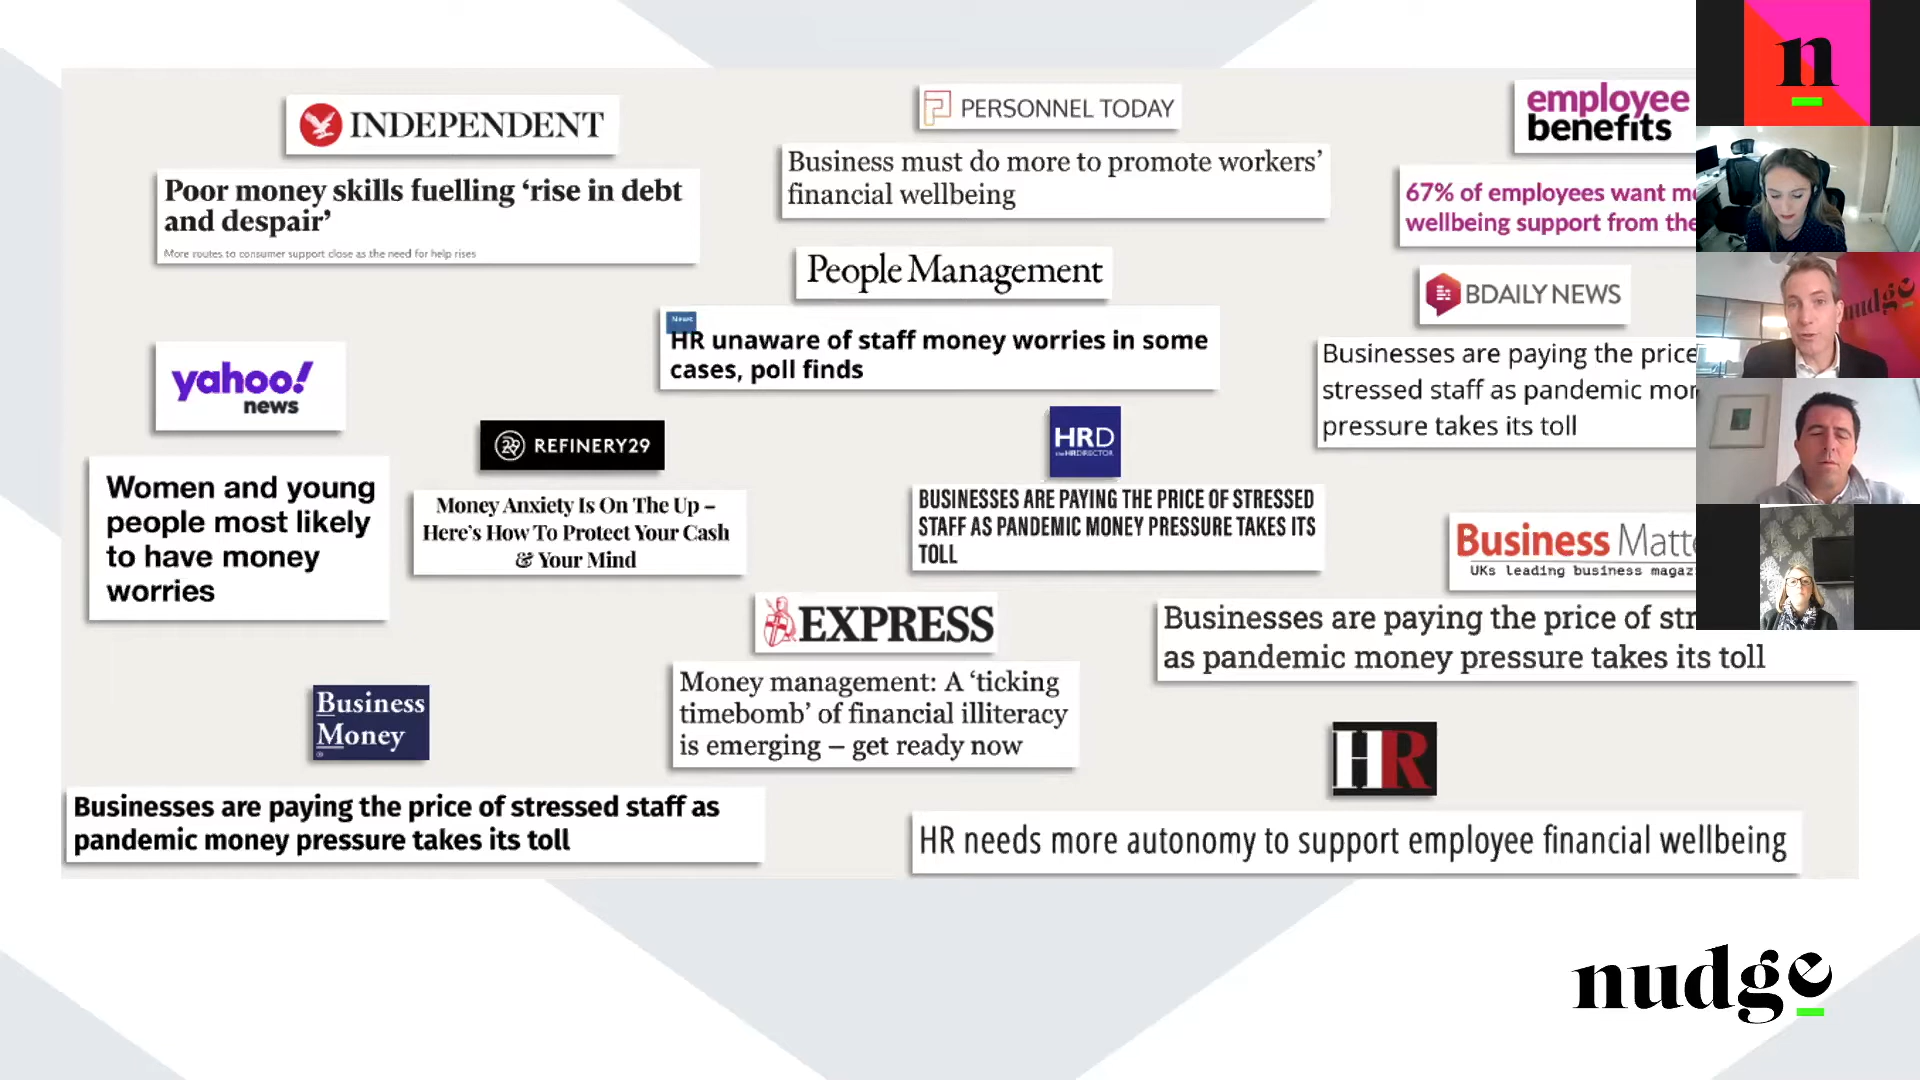 INDEPENDENT
Poor money skills fuelling ‘rise in debt
and despair’
More routes to consumer support close as the need for help rises
PERSONNEL TODAY
Business must do more to promote workers’
financial wellbeing
employee
benefits
67% of employees want
wellbeing support from
n
People Management
News
HR unaware of staff money worries in some
cases, poll finds
BDAILY NEWS
Businesses are paying the price
stressed staff as pandemic
pressure takes its toll
nudge
yahoo!
news
Women and young
people most likely
to have money
worries
29 REFINERY29
Money Anxiety Is On The Up –
Here’s How To Protect Your Cash
& Your Mind
HRD
theHRDIRECTOR
BUSINESSES ARE PAYING THE PRICE OF STRESSED
STAFF AS PANDEMIC MONEY PRESSURE TAKES ITS
TOLL
Business
UKs leading business
Businesses are paying the price of
as pandemic money pressure takes its toll
EXPRESS
Money management: A ‘ticking
timebomb’ of financial illiteracy
is emerging – get ready now
Business
Money
Businesses are paying the price of stressed staff as
pandemic money pressure takes its toll
HR
HR needs more autonomy to support employee financial wellbeing
nudge